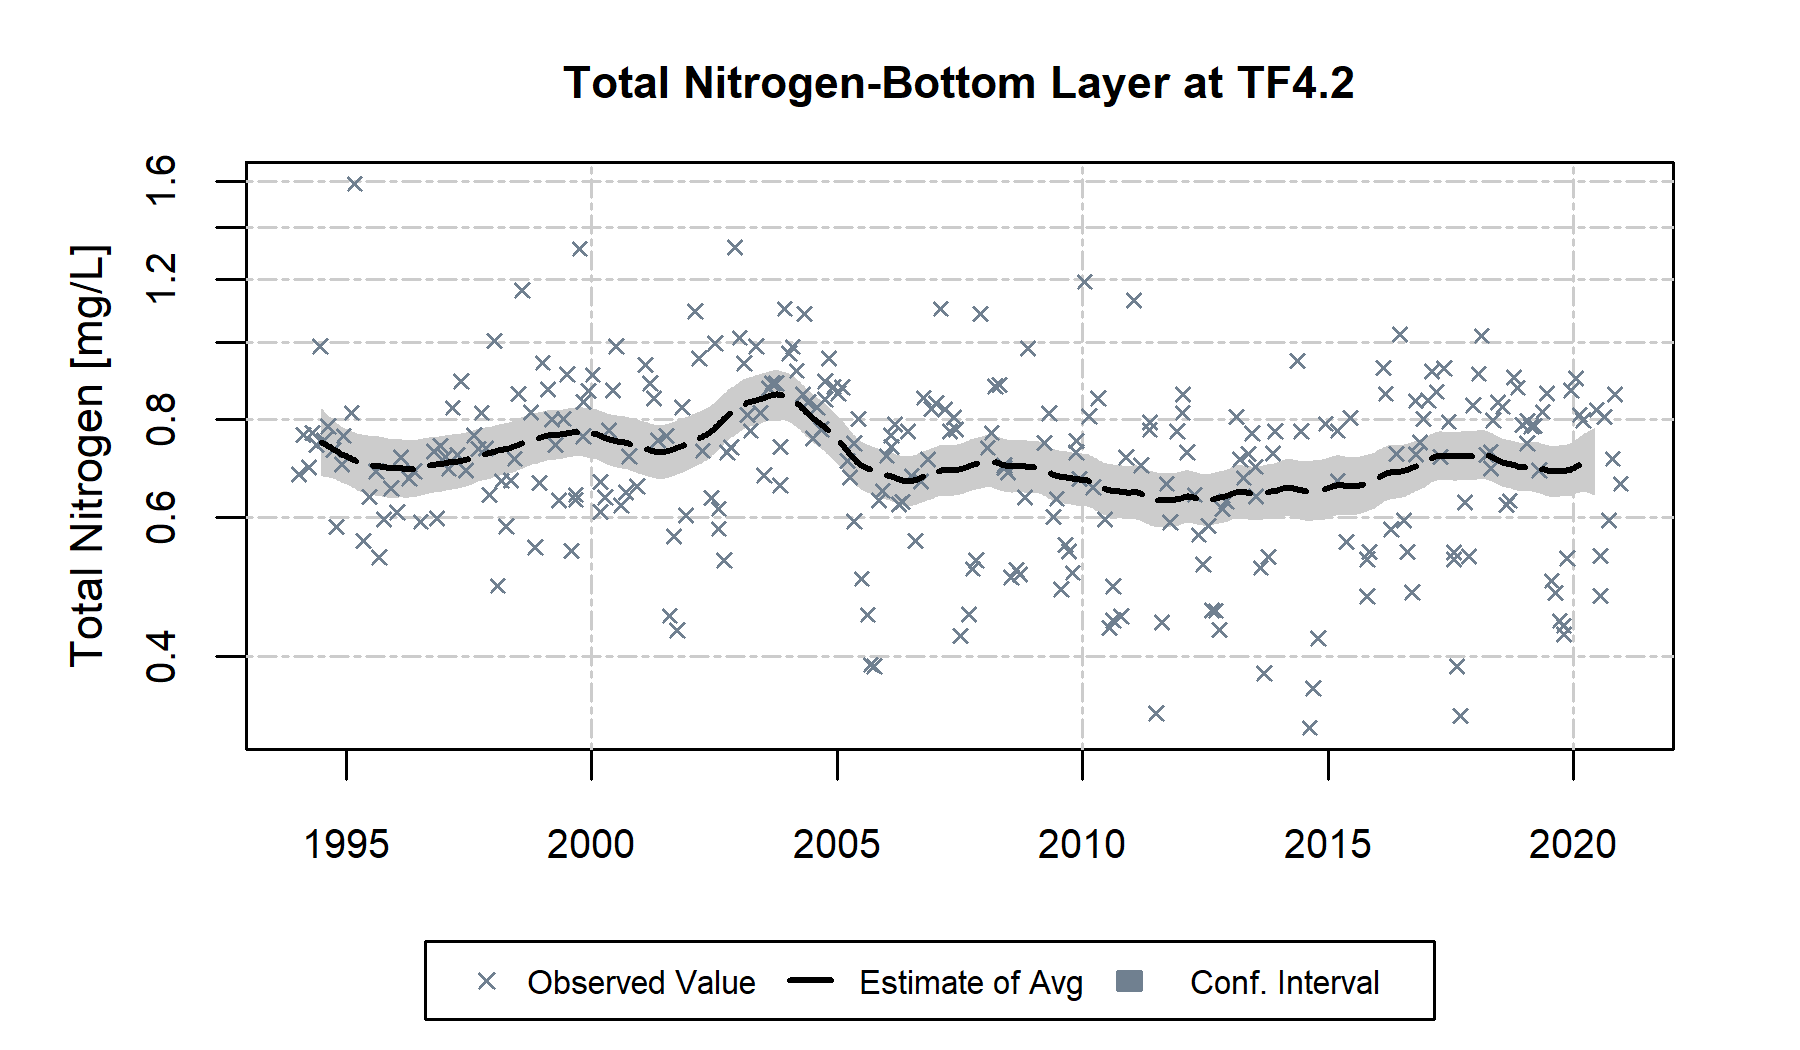 Total Nitrogen-Bottom Layer at TF4.2
Total Nitrogen [mg/L]
1.6
1.2
0.8
0.6
0.4
1995 2000 2005 2010 2015 2020
Observed Value Estimate of Avg Conf. Interval